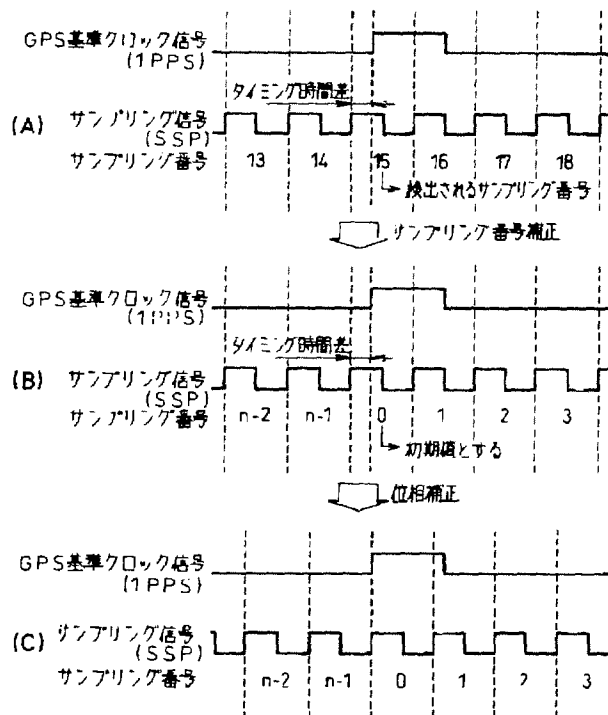 GPS基準クロック信号
(1PPS)
タイミング時間差
(A) サンプリング信号
(SSP)
サンプリング番号 13 14 15 16 17 18
検出されるサンプリング番号
サンプリング番号補正
GPS基準クロック信号
(1PPS)
タイミング時間差
(B) サンプリング信号
(SSP)
サンプリング番号 n-2 n-1 0 1 2 3
初期値とする
位相補正
GPS基準クロック信号
(1PPS)
(C) サンプリング信号
(SSP)
サンプリング番号 n-2 n-1 0 1 2 3